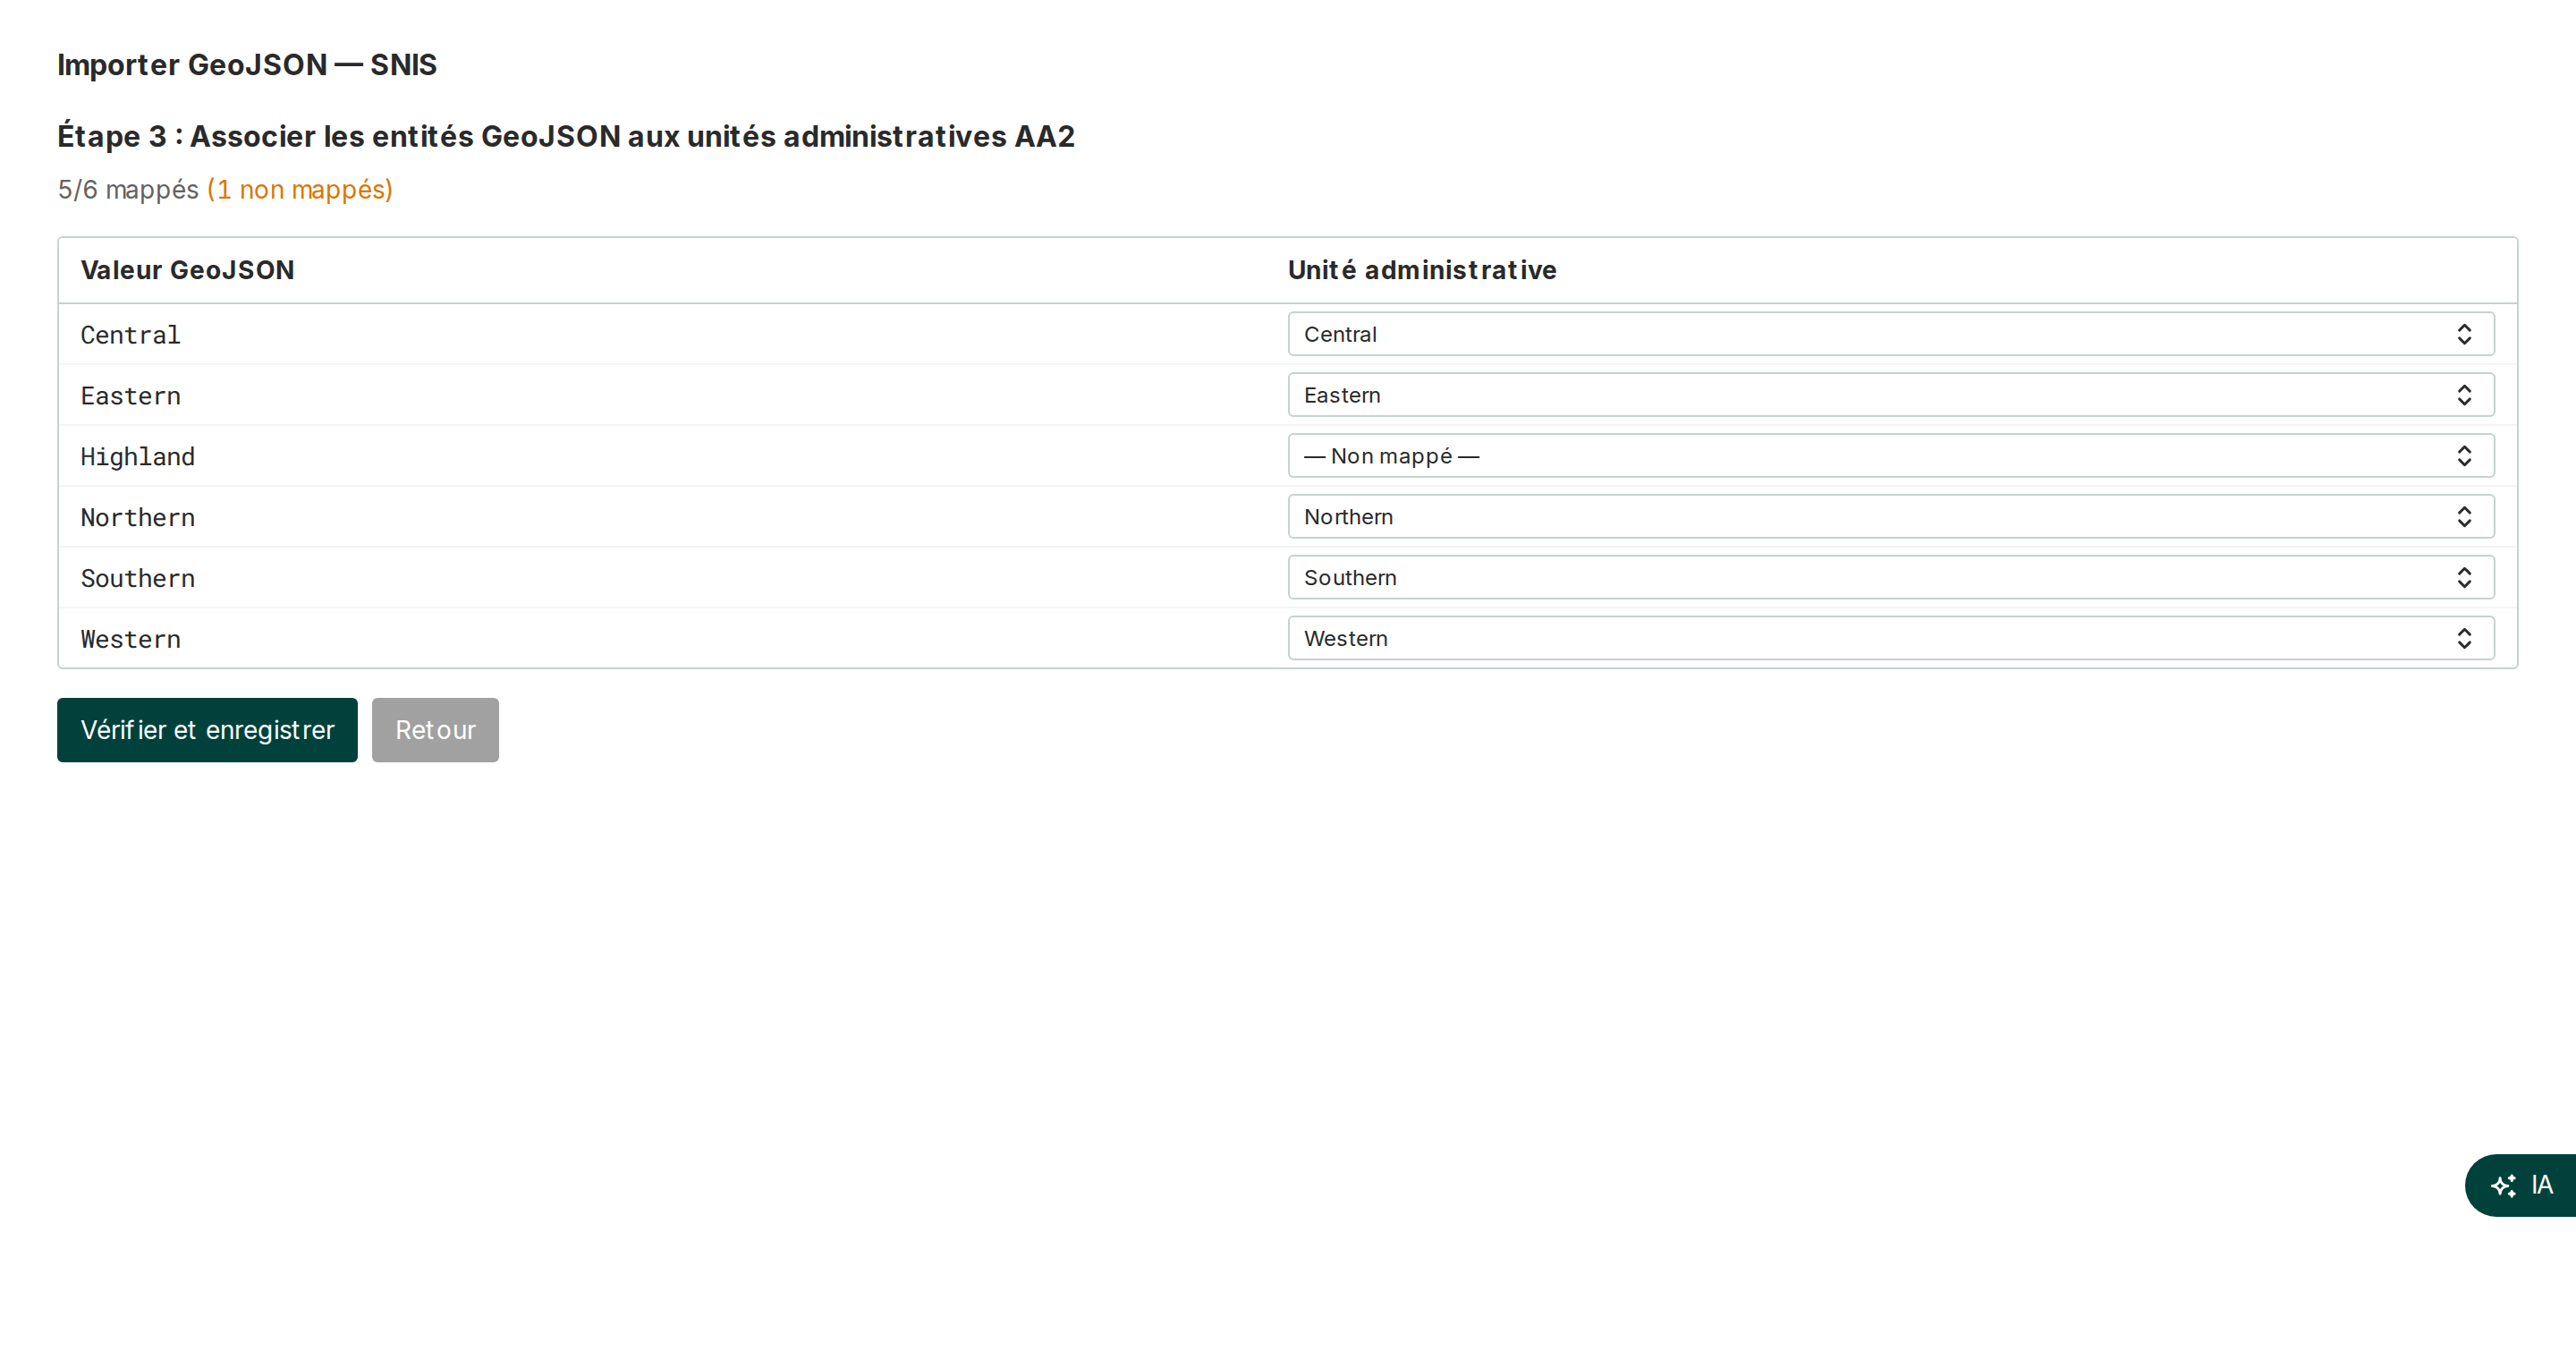 Importer GeoJSON — SNIS
Étape 3 : Associer les entités GeoJSON aux unités administratives AA2
5/6 mappés (1 non mappés)
Valeur GeoJSON Unité administrative
Central Central
Eastern Eastern
Highland — Non mappé —
Northern Northern
Southern Southern
Western Western
Vérifier et enregistrer Retour
IA